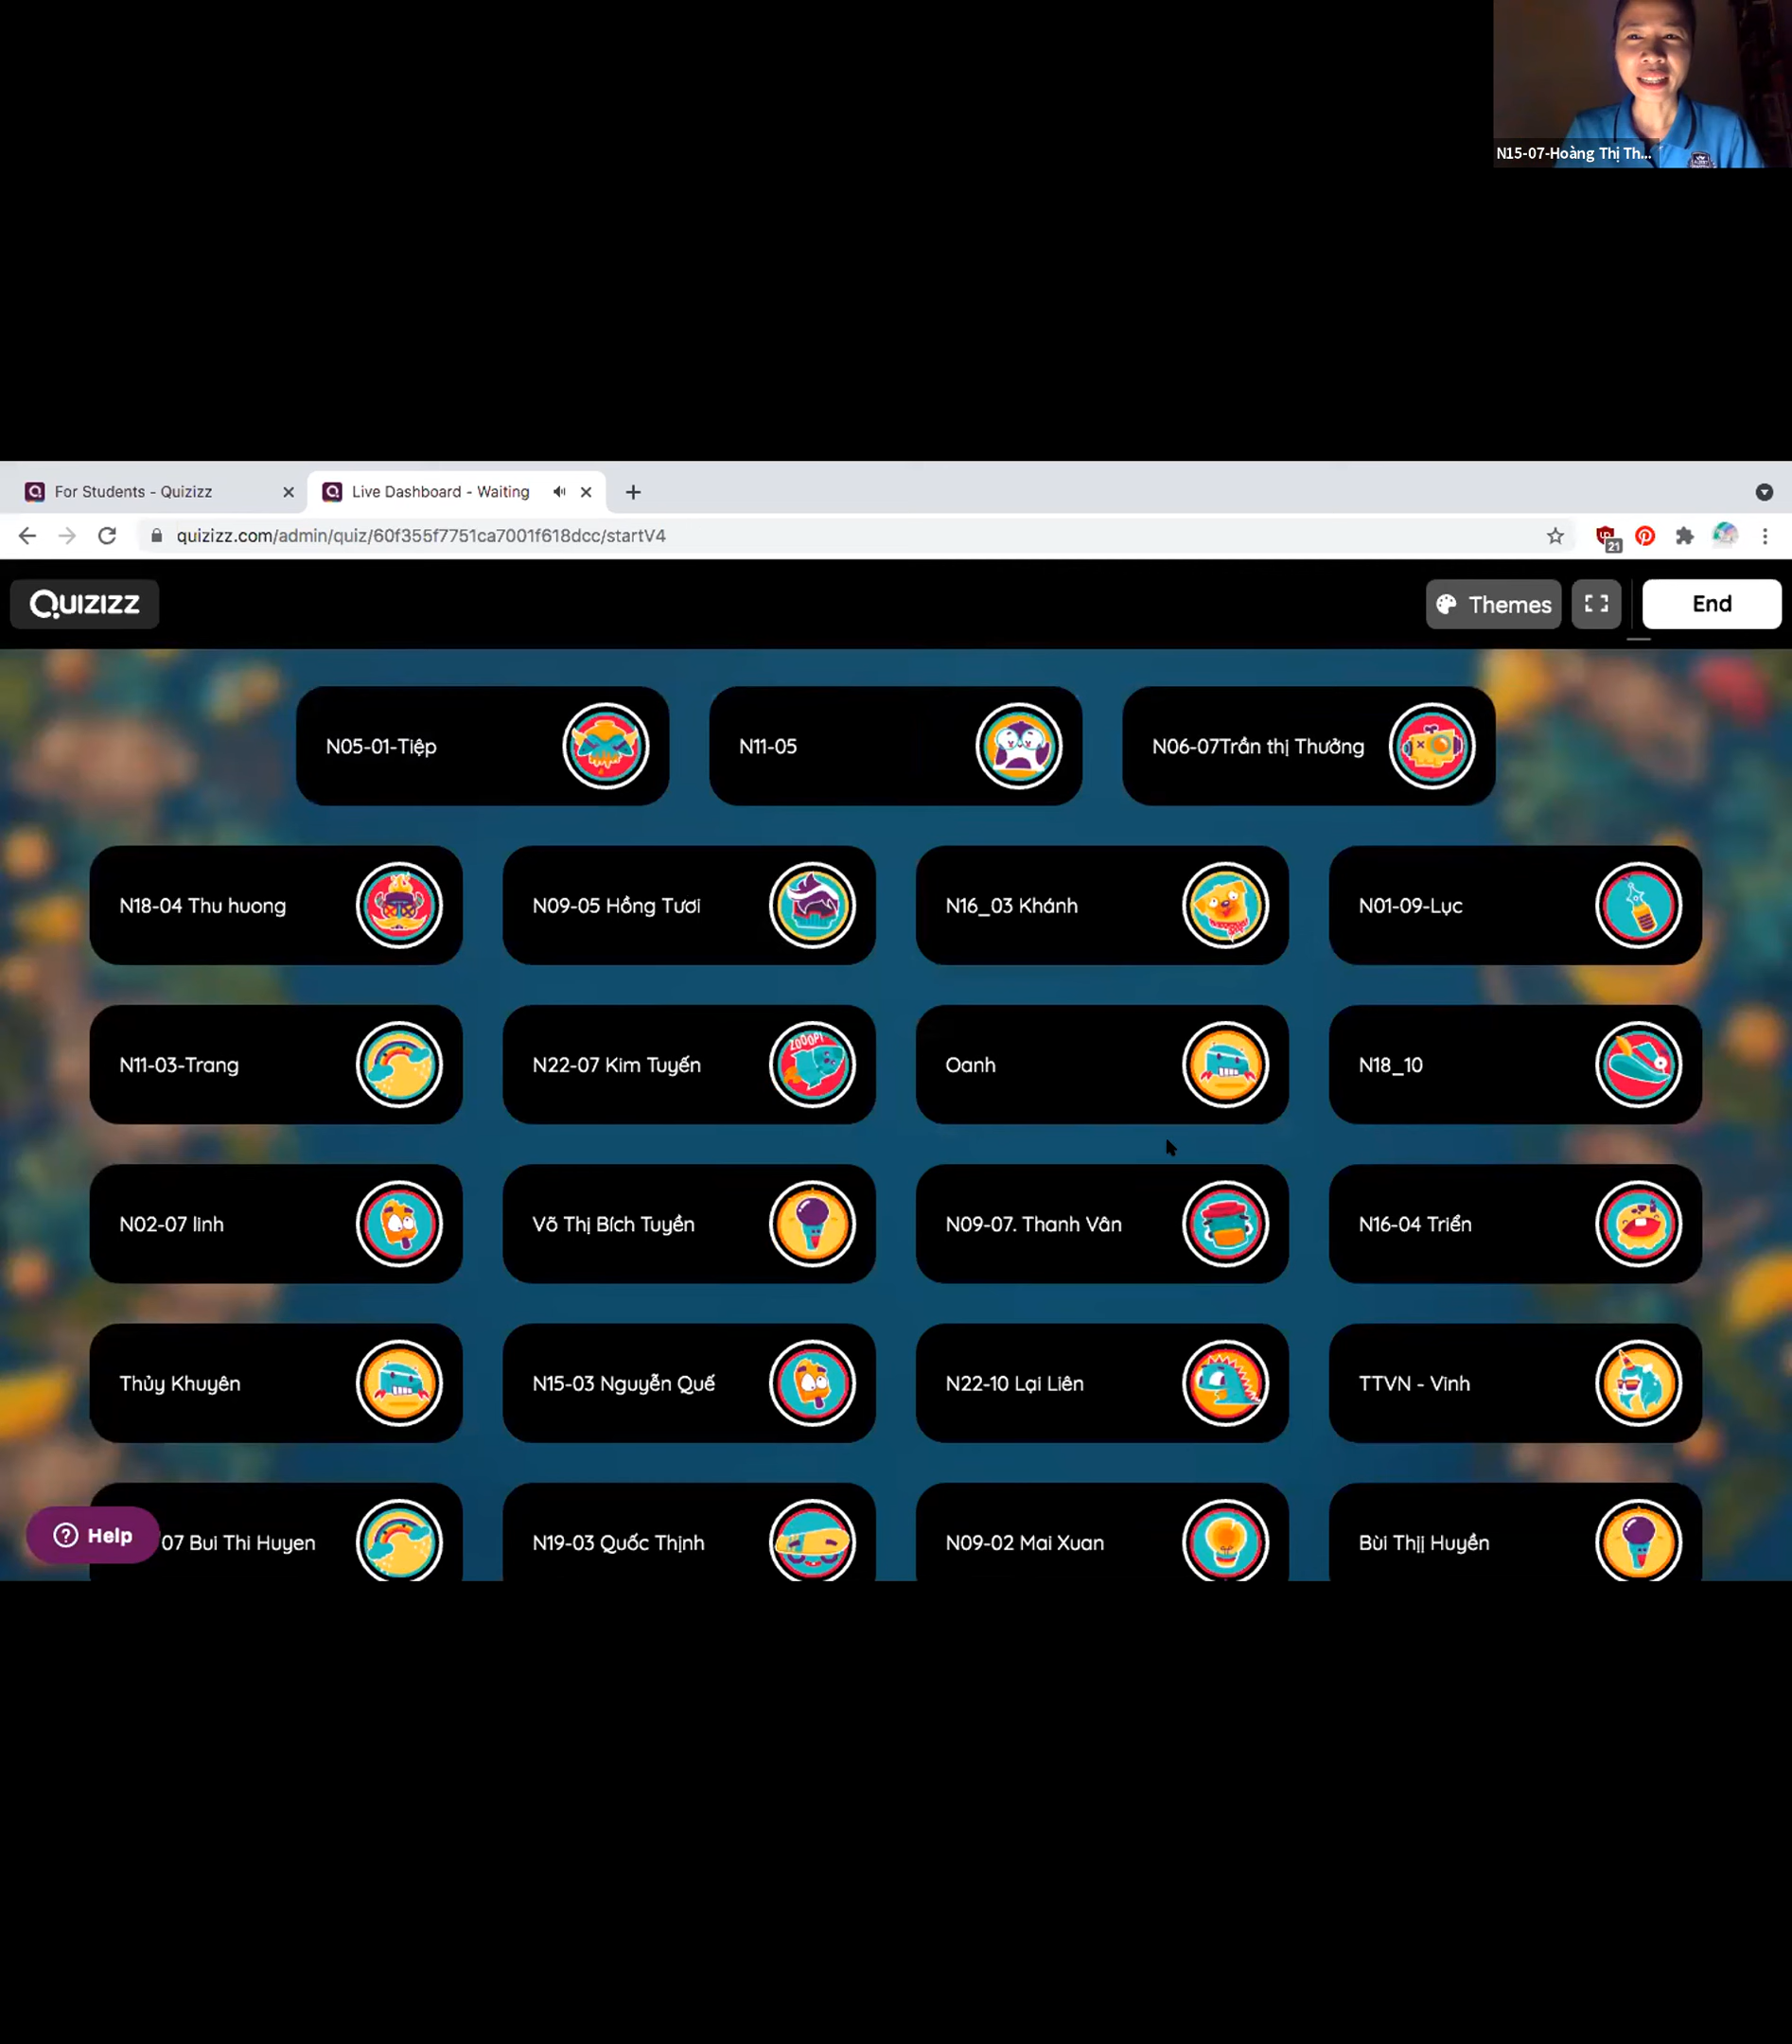 N15-07-Hoàng Thị Th...
For Students - Quizizz
Live Dashboard - Waiting
quizizz.com/admin/quiz/60f355f7751ca7001f618dcc/startV4
21
QUIZIZZ
Themes
End
N05-01-Tiệp
N11-05
N06-07Trần thị Thưởng
N18-04 Thu huong
N09-05 Hồng Tươi
N16_03 Khánh
N01-09-Lục
N11-03-Trang
N22-07 Kim Tuyến
ZOOOP!
Oanh
N18_10
N02-07 linh
Võ Thị Bích Tuyền
N09-07. Thanh Vân
N16-04 Triển
Thủy Khuyên
N15-03 Nguyễn Quế
N22-10 Lại Liên
TTVN - Vinh
Help
07 Bui Thi Huyen
N19-03 Quốc Thịnh
N09-02 Mai Xuan
Bùi Thịị Huyền